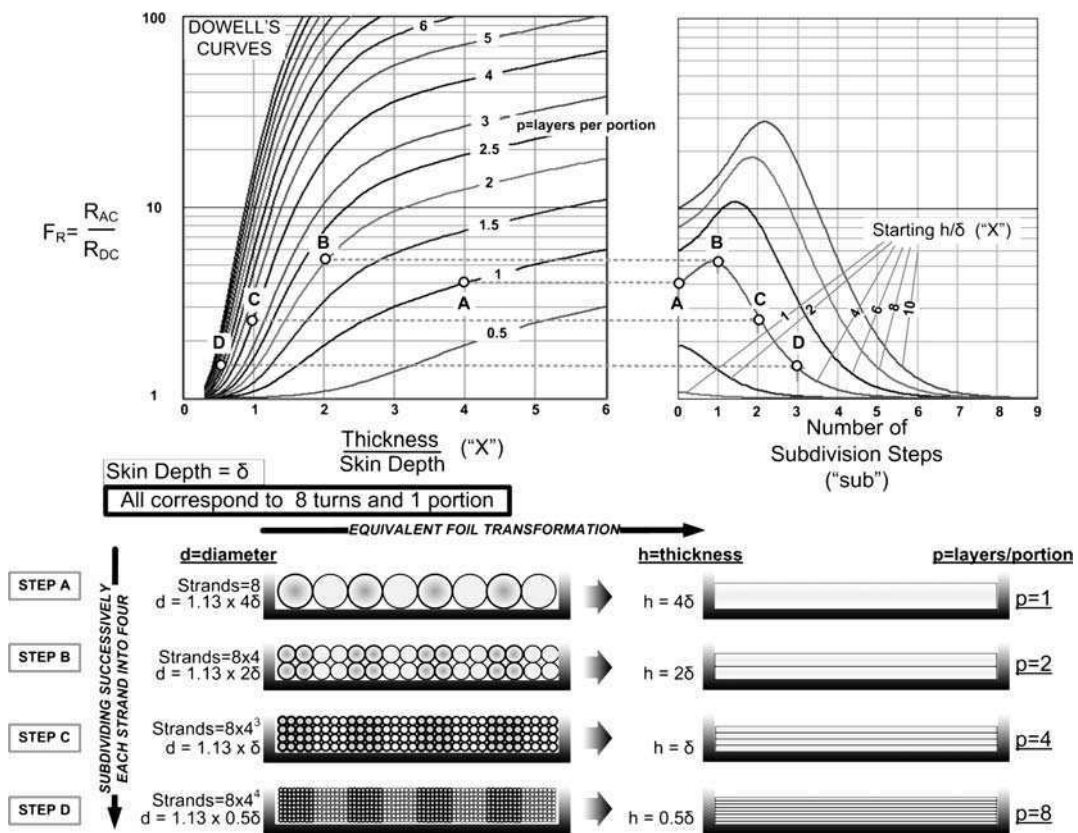 DOWELL'S
CURVES
100
10
1
F_R = R_AC / R_DC
6
5
4
3
p=layers per portion
2.5
2
1.5
1
0.5
A
B
C
D
0 1 2 3 4 5 6
Thickness / Skin Depth ("X")
Starting h/δ ("X")
1 2 4 6 8 10
A
B
C
D
0 1 2 3 4 5 6 7 8 9
Number of
Subdivision Steps
("sub")
Skin Depth = δ
All correspond to 8 turns and 1 portion
EQUIVALENT FOIL TRANSFORMATION
SUBDIVIDING SUCCESSIVELY
EACH STRAND INTO FOUR
d=diameter
h=thickness
p=layers/portion
STEP A
Strands=8
d = 1.13 x 4δ
h = 4δ
p=1
STEP B
Strands=8x4
d = 1.13 x 2δ
h = 2δ
p=2
STEP C
Strands=8x4³
d = 1.13 x δ
h = δ
p=4
STEP D
Strands=8x4⁴
d = 1.13 x 0.5δ
h = 0.5δ
p=8